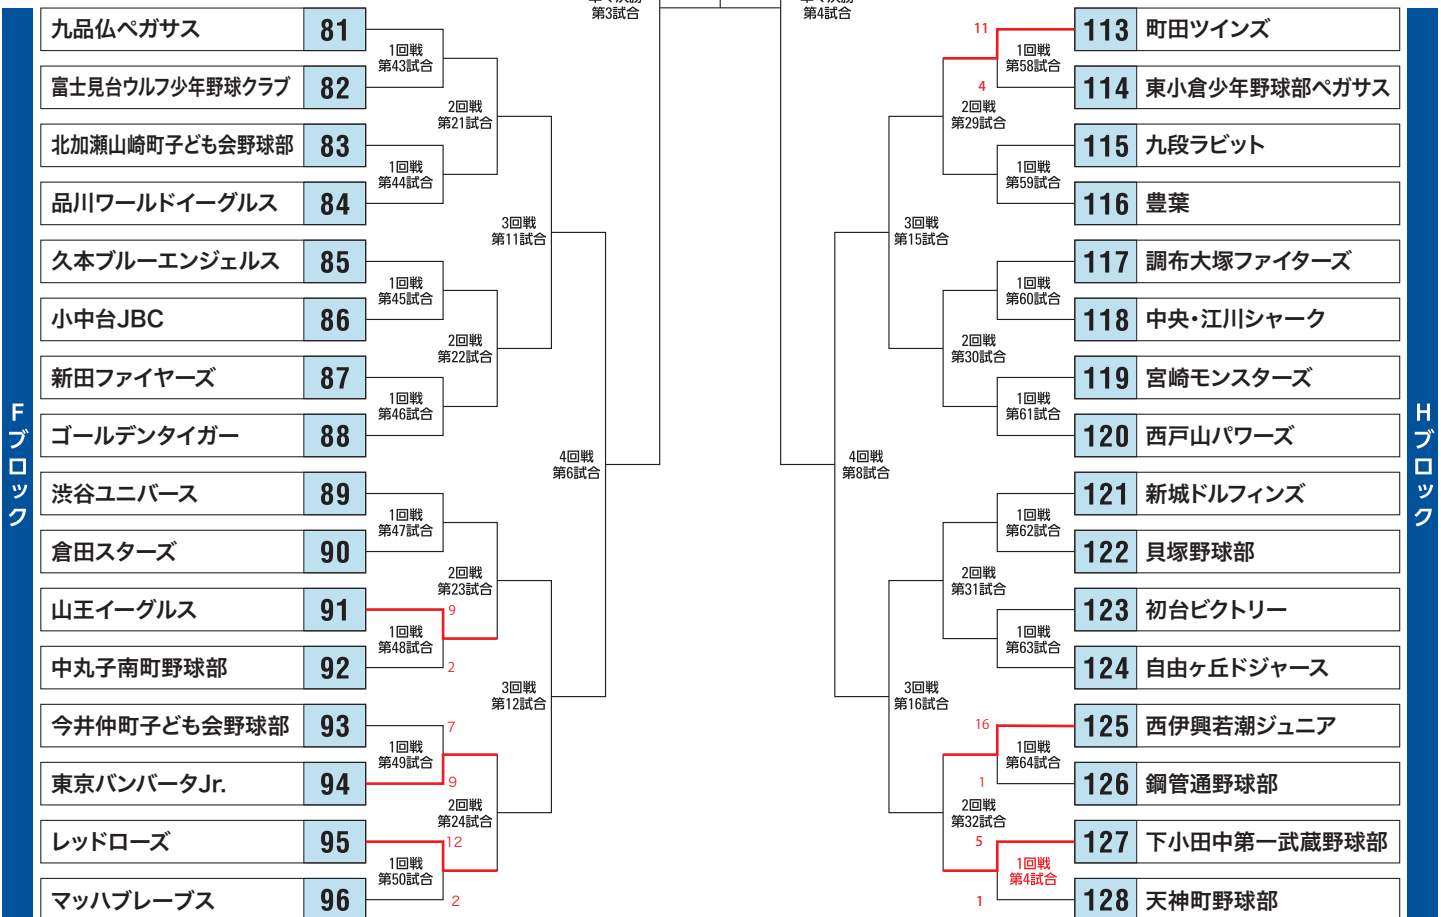 第3試合
第4試合
Fブロック
九品仏ペガサス 81
富士見台ウルフ少年野球クラブ 82
北加瀬山崎町子ども会野球部 83
品川ワールドイーグルス 84
久本ブルーエンジェルス 85
小中台JBC 86
新田ファイヤーズ 87
ゴールデンタイガー 88
渋谷ユニバース 89
倉田スターズ 90
山王イーグルス 91
中丸子南町野球部 92
今井仲町子ども会野球部 93
東京バンバータJr. 94
レッドローズ 95
マッハブレーブス 96
1回戦
第43試合
1回戦
第44試合
1回戦
第45試合
1回戦
第46試合
1回戦
第47試合
9
1回戦
第48試合
2
7
1回戦
第49試合
9
12
1回戦
第50試合
2
2回戦
第21試合
2回戦
第22試合
2回戦
第23試合
2回戦
第24試合
3回戦
第11試合
3回戦
第12試合
4回戦
第6試合
4回戦
第8試合
3回戦
第15試合
3回戦
第16試合
2回戦
第29試合
2回戦
第30試合
2回戦
第31試合
2回戦
第32試合
11
1回戦
第58試合
4
1回戦
第59試合
1回戦
第60試合
1回戦
第61試合
1回戦
第62試合
1回戦
第63試合
16
1回戦
第64試合
1
5
1回戦
第4試合
1
113 町田ツインズ
114 東小倉少年野球部ペガサス
115 九段ラビット
116 豊葉
117 調布大塚ファイターズ
118 中央・江川シャーク
119 宮崎モンスターズ
120 西戸山パワーズ
121 新城ドルフィンズ
122 貝塚野球部
123 初台ビクトリー
124 自由ヶ丘ドジャース
125 西伊興若潮ジュニア
126 鋼管通野球部
127 下小田中第一武蔵野球部
128 天神町野球部
Hブロック